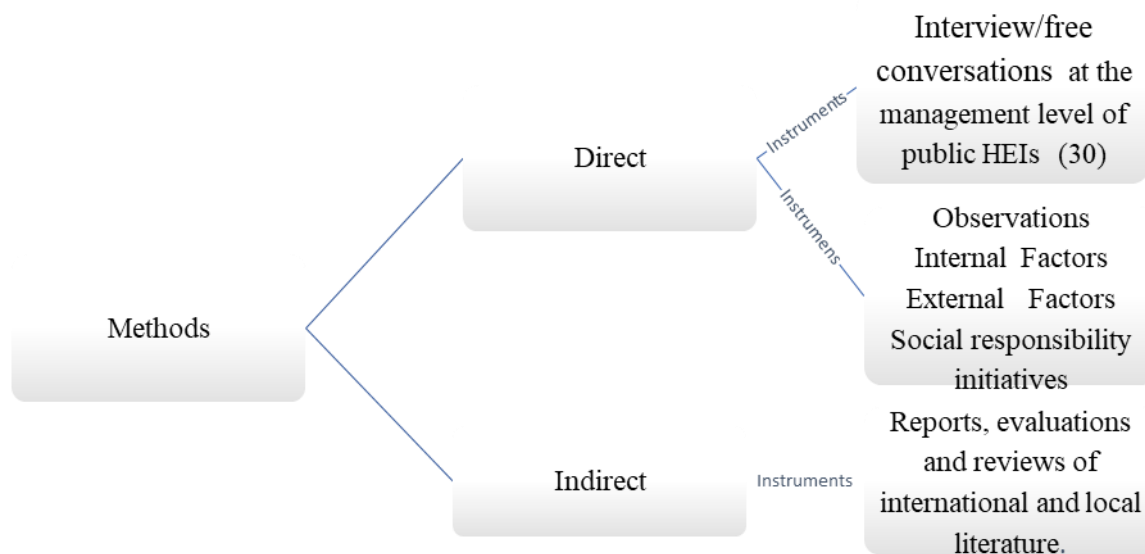 Methods
Direct
Instruments
Interview/free
conversations at the
management level of
public HEIs (30)
Instrumens
Observations
Internal Factors
External Factors
Social responsibility
initiatives
Indirect
Instruments
Reports, evaluations
and reviews of
international and local
literature.